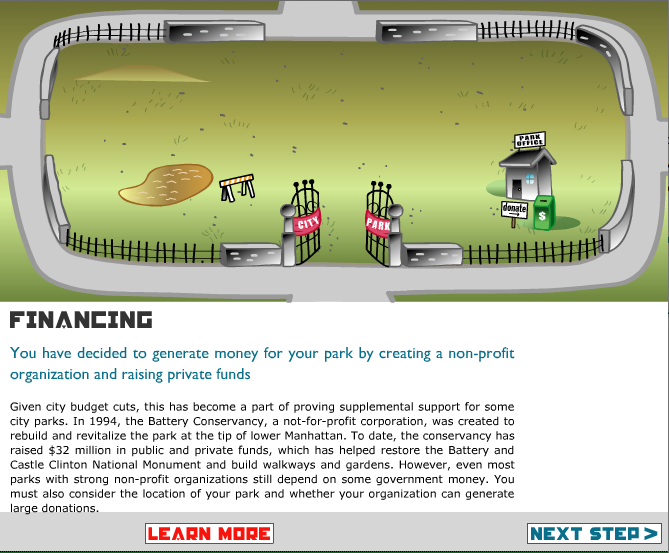 PARK
OFFICE
donate
$
CITY
PARK
FINANCING
You have decided to generate money for your park by creating a non-profit
organization and raising private funds
Given city budget cuts, this has become a part of proving supplemental support for some
city parks. In 1994, the Battery Conservancy, a not-for-profit corporation, was created to
rebuild and revitalize the park at the tip of lower Manhattan. To date, the conservancy has
raised $32 million in public and private funds, which has helped restore the Battery and
Castle Clinton National Monument and build walkways and gardens. However, even most
parks with strong non-profit organizations still depend on some government money. You
must also consider the location of your park and whether your organization can generate
large donations.
LEARN MORE
NEXT STEP >